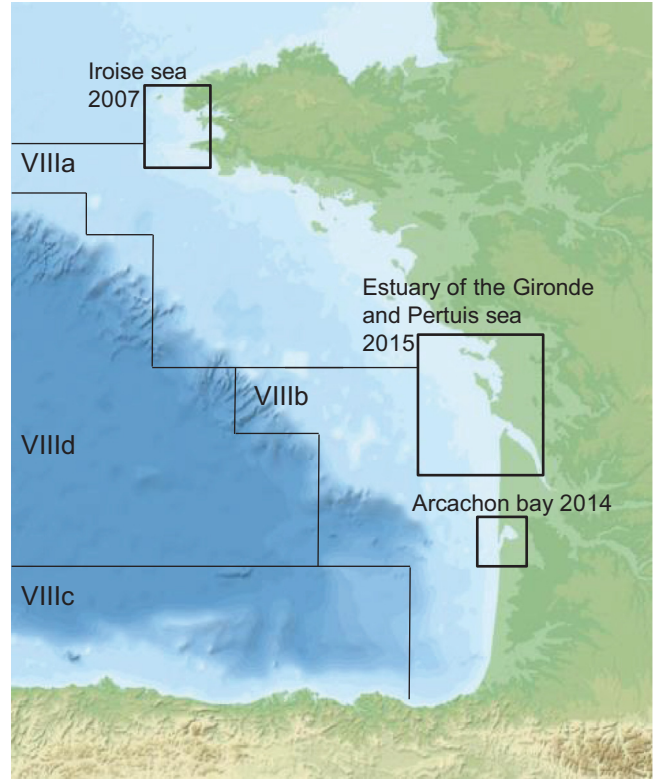 Iroise sea
2007
VIIIa
Estuary of the Gironde
and Pertuis sea
2015
VIIIb
VIIId
Arcachon bay 2014
VIIIc